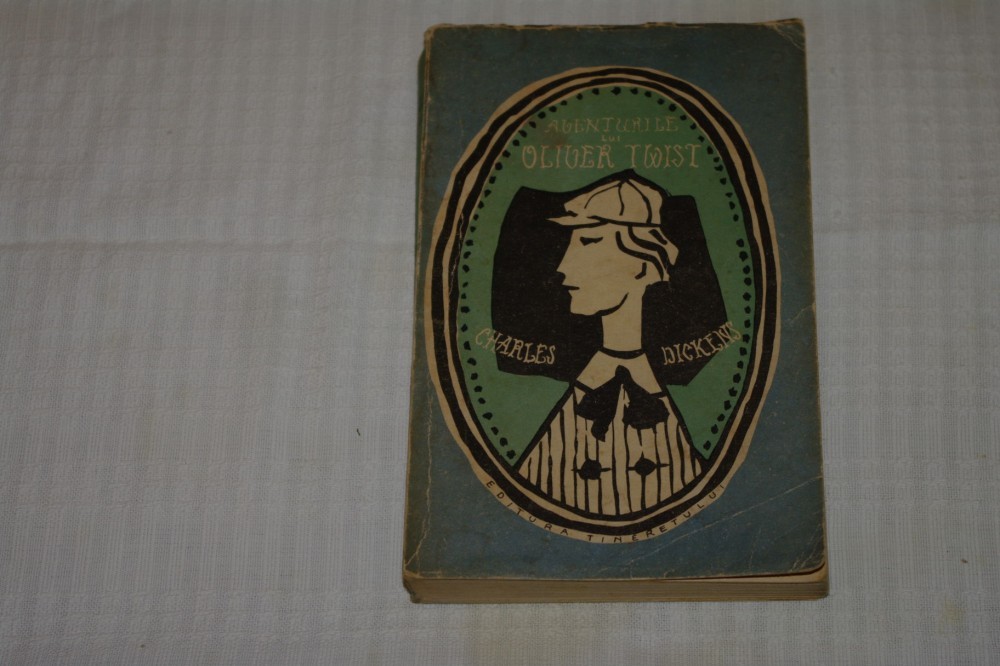 AVENTURILE
LUI
OLIVER TWIST
CHARLES DICKENS
EDITURA TINERETULUI